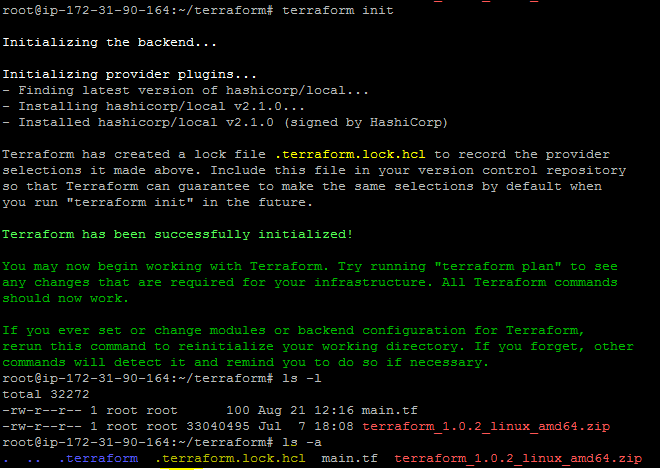 root@ip-172-31-90-164:~/terraform# terraform init
Initializing the backend...
Initializing provider plugins...
- Finding latest version of hashicorp/local...
- Installing hashicorp/local v2.1.0...
- Installed hashicorp/local v2.1.0 (signed by HashiCorp)
Terraform has created a lock file .terraform.lock.hcl to record the provider
selections it made above. Include this file in your version control repository
so that Terraform can guarantee to make the same selections by default when
you run "terraform init" in the future.
Terraform has been successfully initialized!
You may now begin working with Terraform. Try running "terraform plan" to see
any changes that are required for your infrastructure. All Terraform commands
should now work.
If you ever set or change modules or backend configuration for Terraform,
rerun this command to reinitialize your working directory. If you forget, other
commands will detect it and remind you to do so if necessary.
root@ip-172-31-90-164:~/terraform# ls -l
total 32272
-rw-r--r-- 1 root root      100 Aug 21 12:16 main.tf
-rw-r--r-- 1 root root 33040495 Jul  7 18:08 terraform_1.0.2_linux_amd64.zip
root@ip-172-31-90-164:~/terraform# ls -a
.  ..  .terraform  .terraform.lock.hcl  main.tf  terraform_1.0.2_linux_amd64.zip